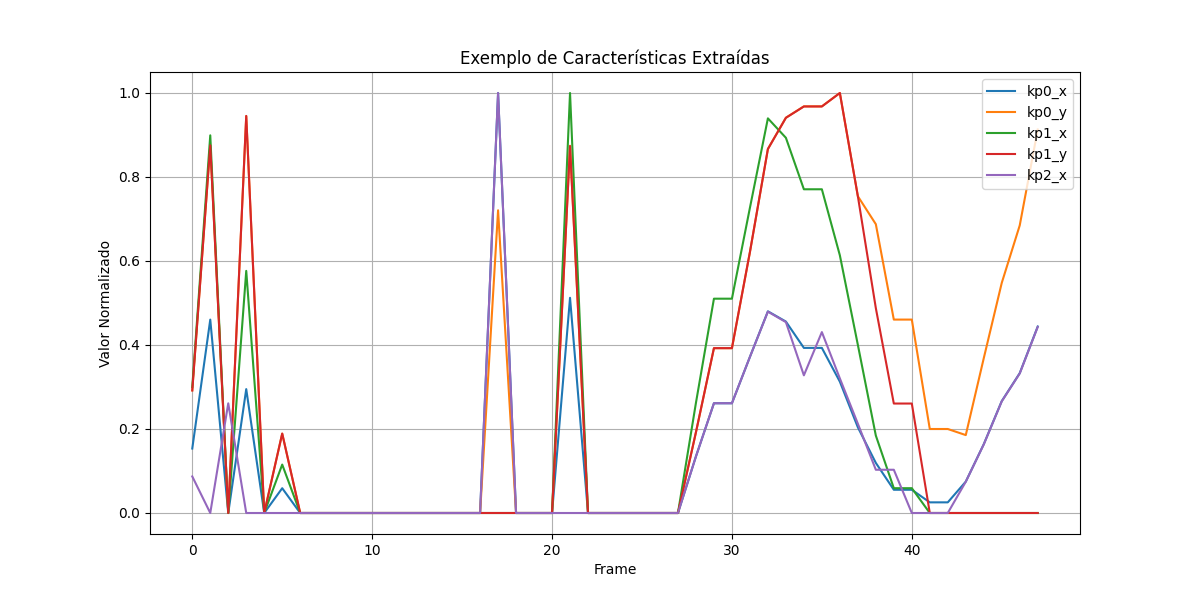 Exemplo de Características Extraídas
1.0
0.8
0.6
0.4
0.2
0.0
Valor Normalizado
0
10
20
30
40
Frame
kp0_x
kp0_y
kp1_x
kp1_y
kp2_x